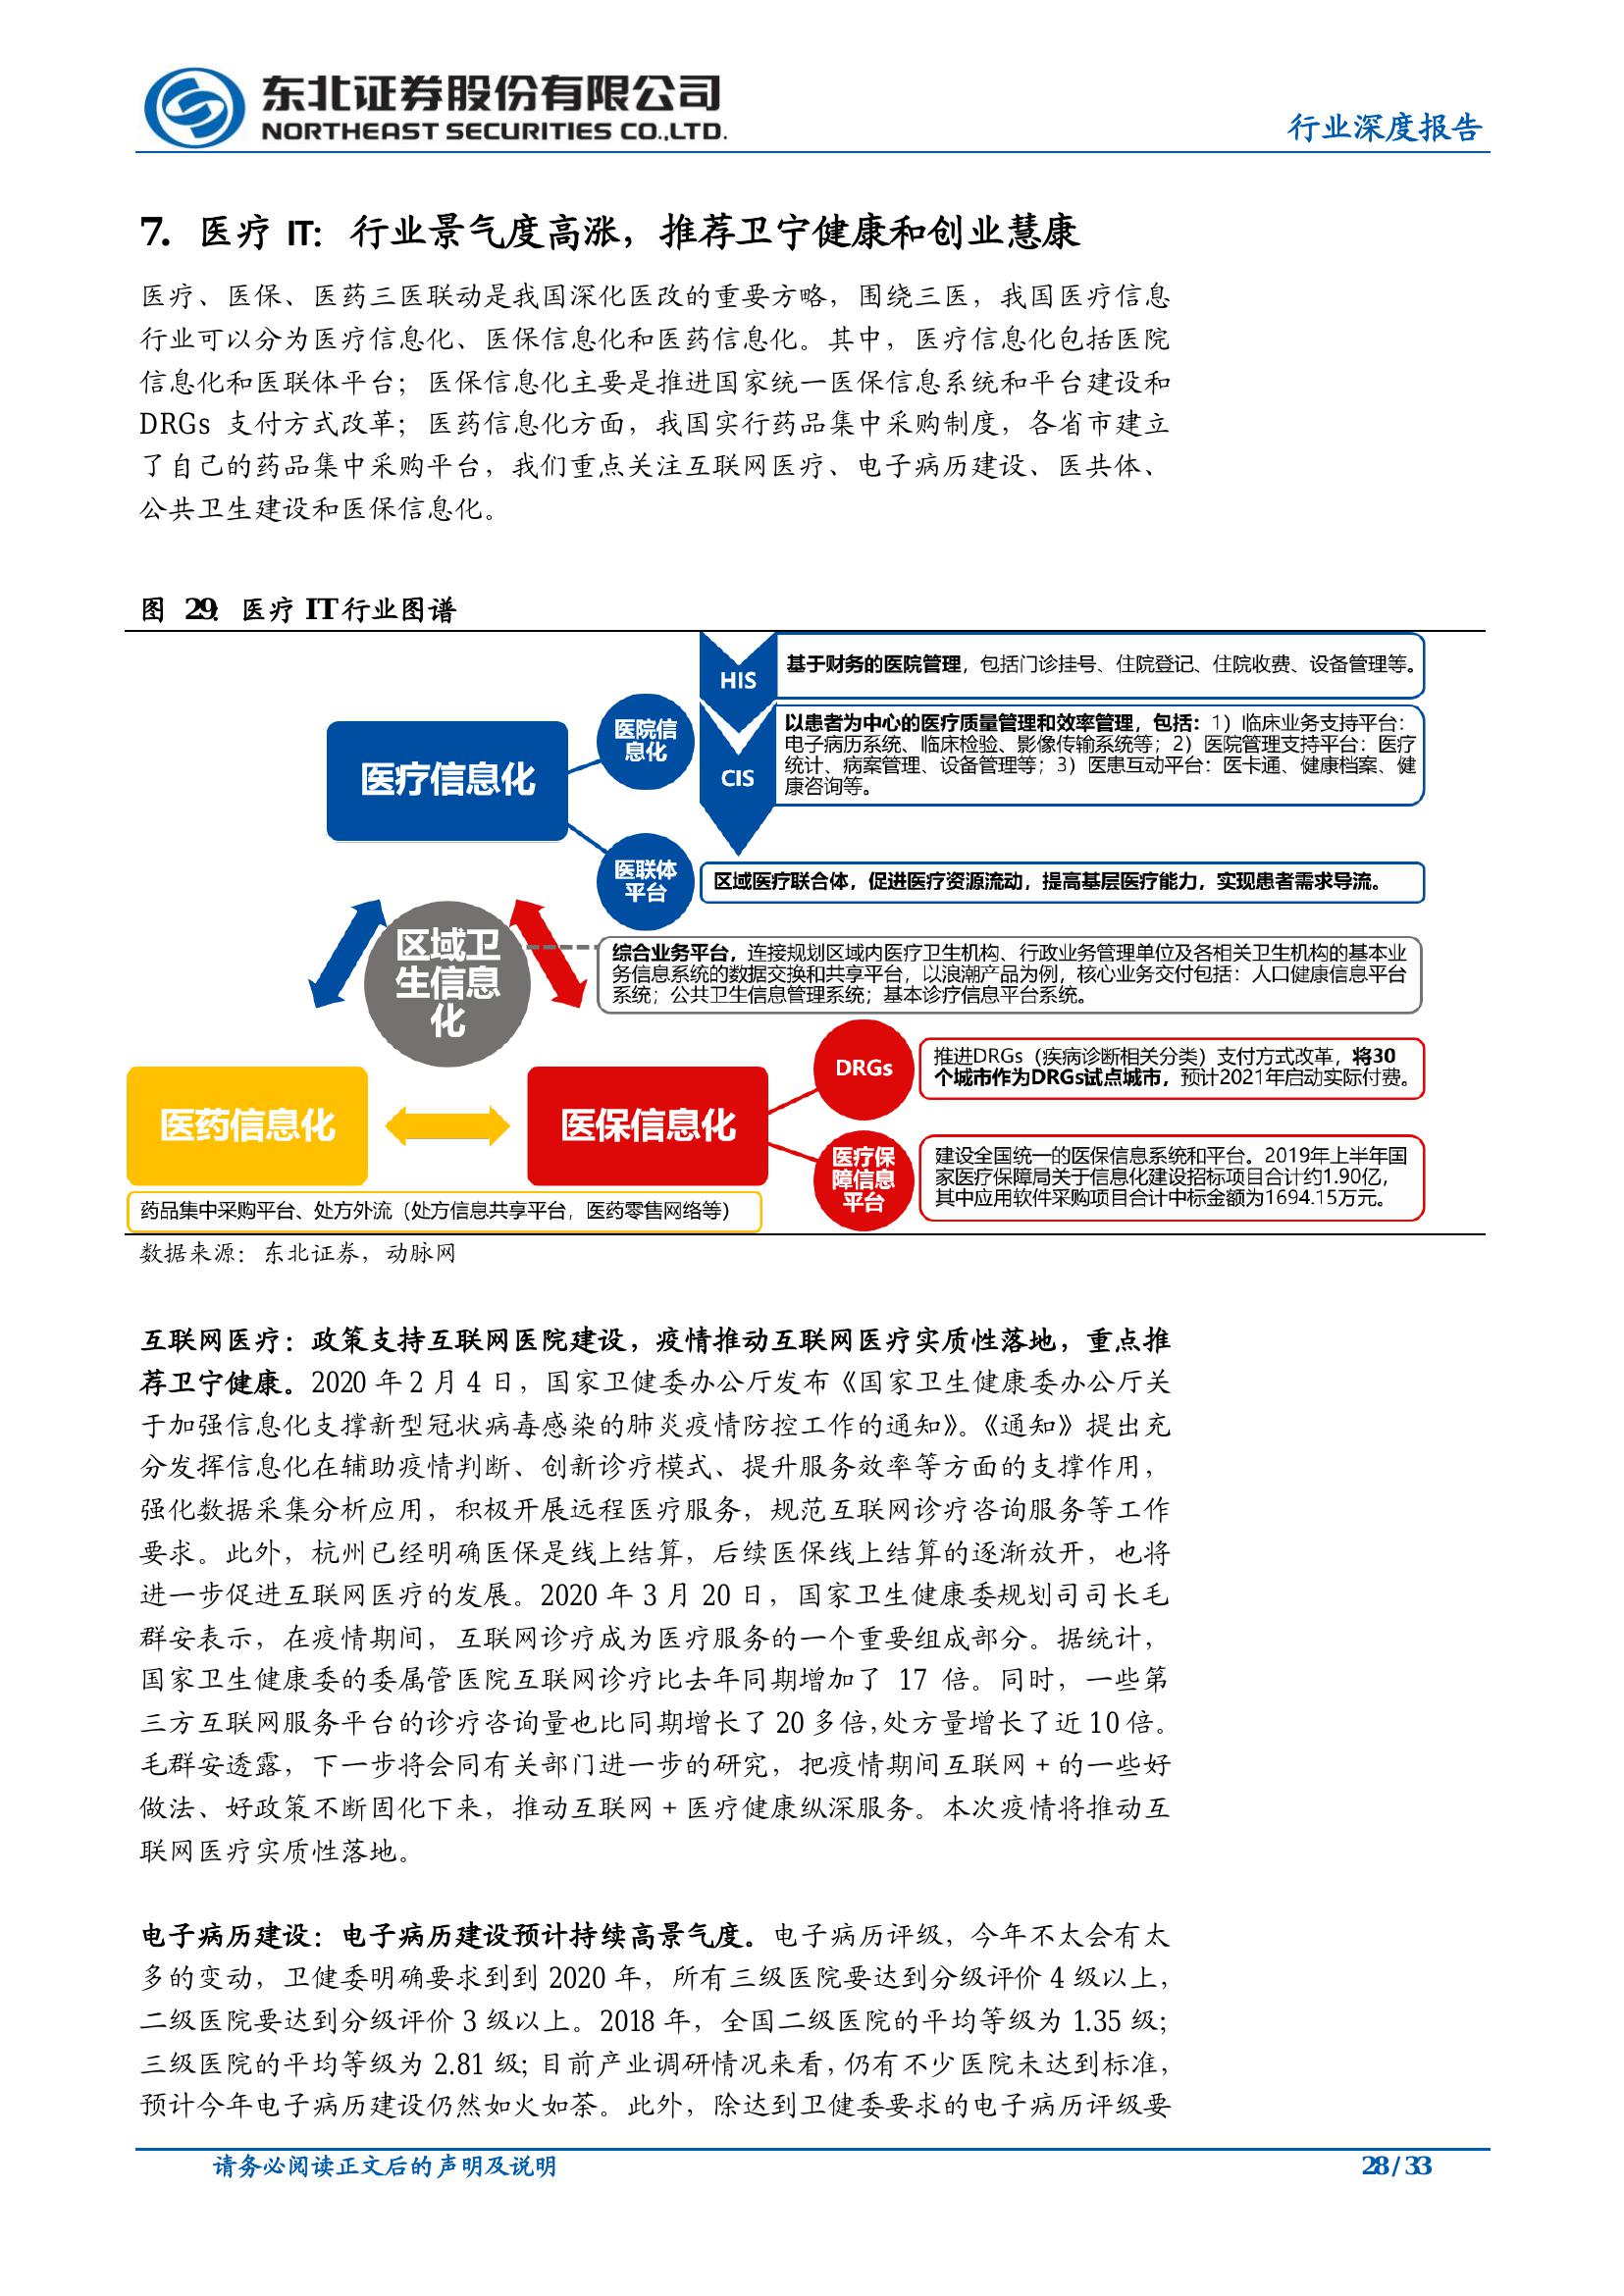 东北证券股份有限公司
NORTHEAST SECURITIES CO.,LTD.
行业深度报告
7. 医疗 IT：行业景气度高涨，推荐卫宁健康和创业慧康
医疗、医保、医药三医联动是我国深化医改的重要方略，围绕三医，我国医疗信息
行业可以分为医疗信息化、医保信息化和医药信息化。其中，医疗信息化包括医院
信息化和医联体平台；医保信息化主要是推进国家统一医保信息系统和平台建设和
DRGs 支付方式改革；医药信息化方面，我国实行药品集中采购制度，各省市建立
了自己的药品集中采购平台，我们重点关注互联网医疗、电子病历建设、医共体、
公共卫生建设和医保信息化。
图 29：医疗 IT 行业图谱
HIS
基于财务的医院管理，包括门诊挂号、住院登记、住院收费、设备管理等。
医疗信息化
医院信
息化
CIS
以患者为中心的医疗质量管理和效率管理，包括：1）临床业务支持平台：
电子病历系统、临床检验、影像传输系统等；2）医院管理支持平台：医疗
统计、病案管理、设备管理等；3）医患互动平台：医卡通、健康档案、健
康咨询等。
医联体
平台
区域医疗联合体，促进医疗资源流动，提高基层医疗能力，实现患者需求导流。
区域卫
生信息
化
综合业务平台，连接规划区域内医疗卫生机构、行政业务管理单位及各相关卫生机构的基本业
务信息系统的数据交换和共享平台，以浪潮产品为例，核心业务交付包括：人口健康信息平台
系统；公共卫生信息管理系统；基本诊疗信息平台系统。
医药信息化
医保信息化
DRGs
推进DRGs（疾病诊断相关分类）支付方式改革，将30
个城市作为DRGs试点城市，预计2021年启动实际付费。
医疗保
障信息
平台
建设全国统一的医保信息系统和平台。2019年上半年国
家医疗保障局关于信息化建设招标项目合计约1.90亿，
其中应用软件采购项目合计中标金额为1694.15万元。
药品集中采购平台、处方外流（处方信息共享平台，医药零售网络等）
数据来源：东北证券，动脉网
互联网医疗：政策支持互联网医院建设，疫情推动互联网医疗实质性落地，重点推
荐卫宁健康。2020 年 2 月 4 日，国家卫健委办公厅发布《国家卫生健康委办公厅关
于加强信息化支撑新型冠状病毒感染的肺炎疫情防控工作的通知》。《通知》提出充
分发挥信息化在辅助疫情判断、创新诊疗模式、提升服务效率等方面的支撑作用，
强化数据采集分析应用，积极开展远程医疗服务，规范互联网诊疗咨询服务等工作
要求。此外，杭州已经明确医保是线上结算，后续医保线上结算的逐渐放开，也将
进一步促进互联网医疗的发展。2020 年 3 月 20 日，国家卫生健康委规划司司长毛
群安表示，在疫情期间，互联网诊疗成为医疗服务的一个重要组成部分。据统计，
国家卫生健康委的委属管医院互联网诊疗比去年同期增加了 17 倍。同时，一些第
三方互联网服务平台的诊疗咨询量也比同期增长了 20 多倍，处方量增长了近 10 倍。
毛群安透露，下一步将会同有关部门进一步的研究，把疫情期间互联网＋的一些好
做法、好政策不断固化下来，推动互联网＋医疗健康纵深服务。本次疫情将推动互
联网医疗实质性落地。
电子病历建设：电子病历建设预计持续高景气度。电子病历评级，今年不太会有太
多的变动，卫健委明确要求到到 2020 年，所有三级医院要达到分级评价 4 级以上，
二级医院要达到分级评价 3 级以上。2018 年，全国二级医院的平均等级为 1.35 级；
三级医院的平均等级为 2.81 级；目前产业调研情况来看，仍有不少医院未达到标准，
预计今年电子病历建设仍然如火如荼。此外，除达到卫健委要求的电子病历评级要
请务必阅读正文后的声明及说明
28 / 33